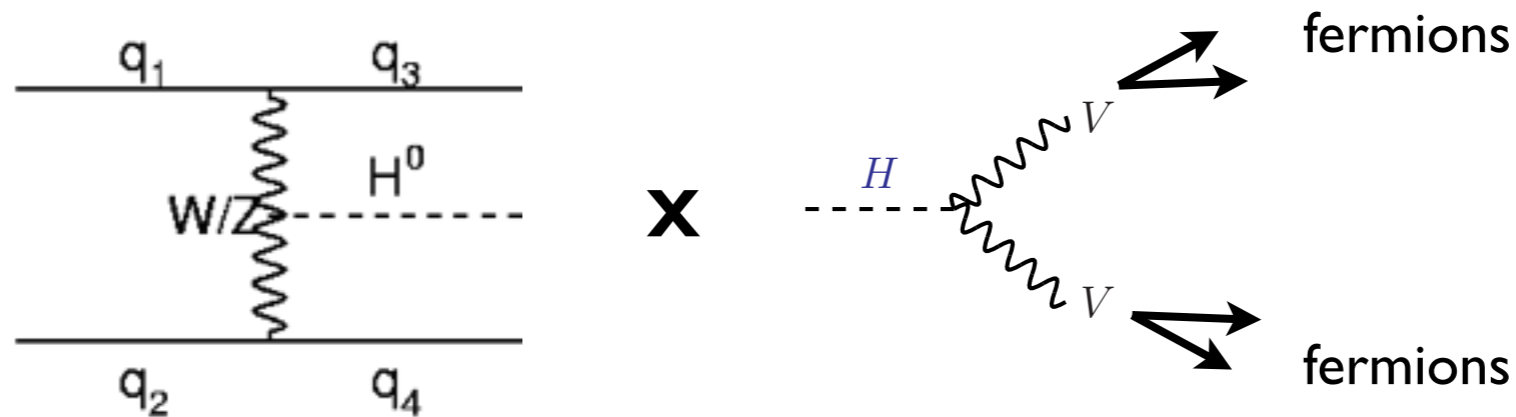 q₁ q₃
W/Z H⁰
q₂ q₄
x
H
V
V
fermions
fermions